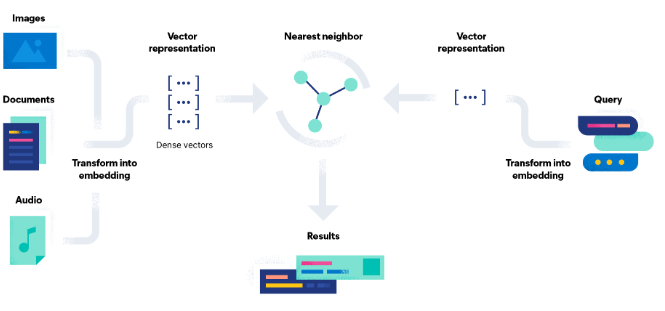 Images
Vector
representation
Nearest neighbor
Vector
representation
[ ••• ]
[ ••• ]
[ ••• ]
[ ••• ]
Documents
Query
Dense vectors
Transform into
embedding
Transform into
embedding
Audio
Results